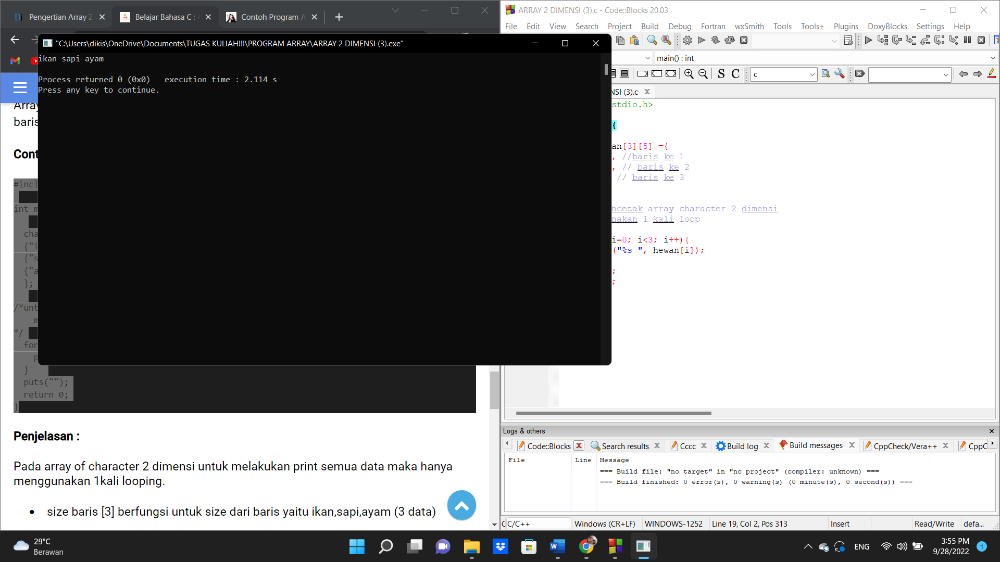 Pengertian Array 2
Belajar Bahasa C : #
Contoh Program A
"C:\Users\dikis\OneDrive\Documents\TUGAS KULIAH!!!\PROGRAM ARRAY\ARRAY 2 DIMENSI (3).exe"
ikan sapi ayam
Process returned 0 (0x0)   execution time : 2.114 s
Press any key to continue.
Array
baris
Cont
#incl
int m
cha
{"i
{"s
{"a
};
/*unt
m
*/
for
p
}
puts("");
return 0;
}
Penjelasan :
Pada array of character 2 dimensi untuk melakukan print semua data maka hanya
menggunakan 1kali looping.
• size baris [3] berfungsi untuk size dari baris yaitu ikan,sapi,ayam (3 data)
ARRAY 2 DIMENSI (3).c - Code::Blocks 20.03
File Edit View Search Project Build Debug Fortran wxSmith Tools Tools+ Plugins DoxyBlocks Settings Help
main() : int
S C c
NSI (3).c
stdio.h>
{
an[3][5] ={
, //baris ke 1
, // baris ke 2
// baris ke 3
ncetak array character 2 dimensi
nakan 1 kali loop
i=0; i<3; i++){
("%s ", hewan[i]);
;
;
Logs & others
Code::Blocks Search results Cccc Build log Build messages CppCheck/Vera++ CppC
File Line Message
=== Build file: "no target" in "no project" (compiler: unknown) ===
=== Build finished: 0 error(s), 0 warning(s) (0 minute(s), 0 second(s)) ===
C C/C++ Windows (CR+LF) WINDOWS-1252 Line 19, Col 2, Pos 313 Insert Read/Write defa...
29°C
Berawan
ENG
3:55 PM
9/28/2022
1